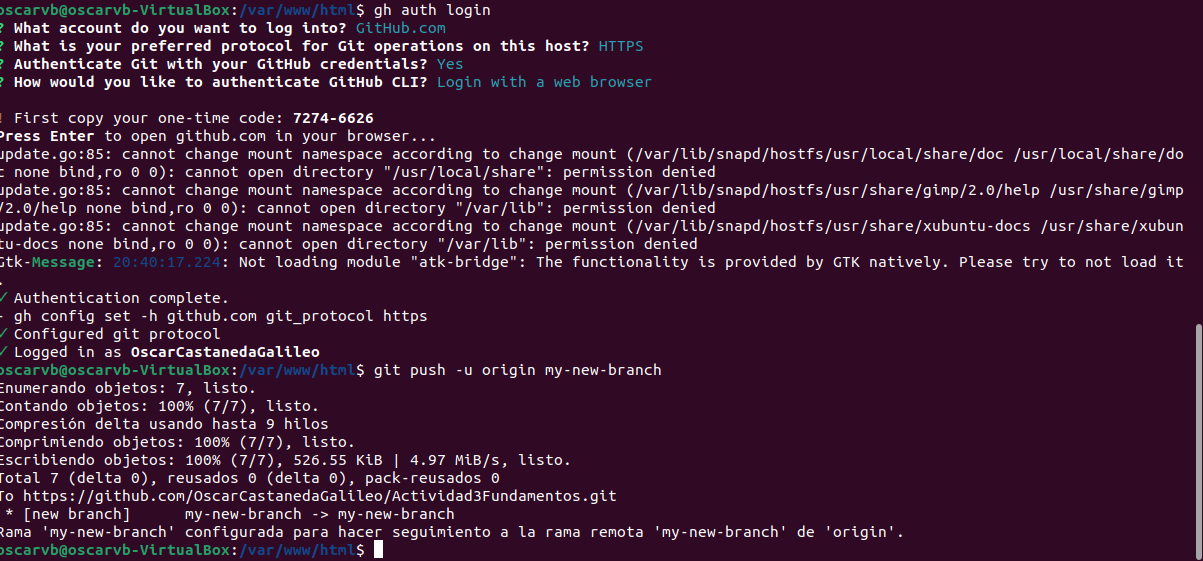 oscarvb@oscarvb-VirtualBox:/var/www/html$ gh auth login
? What account do you want to log into? GitHub.com
? What is your preferred protocol for Git operations on this host? HTTPS
? Authenticate Git with your GitHub credentials? Yes
? How would you like to authenticate GitHub CLI? Login with a web browser
! First copy your one-time code: 7274-6626
Press Enter to open github.com in your browser...
update.go:85: cannot change mount namespace according to change mount (/var/lib/snapd/hostfs/usr/local/share/doc /usr/local/share/do
c none bind,ro 0 0): cannot open directory "/usr/local/share": permission denied
update.go:85: cannot change mount namespace according to change mount (/var/lib/snapd/hostfs/usr/share/gimp/2.0/help /usr/share/gimp
/2.0/help none bind,ro 0 0): cannot open directory "/var/lib": permission denied
update.go:85: cannot change mount namespace according to change mount (/var/lib/snapd/hostfs/usr/share/xubuntu-docs /usr/share/xubun
tu-docs none bind,ro 0 0): cannot open directory "/var/lib": permission denied
Gtk-Message: 20:40:17.224: Not loading module "atk-bridge": The functionality is provided by GTK natively. Please try to not load it
.
✓ Authentication complete.
- gh config set -h github.com git_protocol https
✓ Configured git protocol
✓ Logged in as OscarCastanedaGalileo
oscarvb@oscarvb-VirtualBox:/var/www/html$ git push -u origin my-new-branch
Enumerando objetos: 7, listo.
Contando objetos: 100% (7/7), listo.
Compresión delta usando hasta 9 hilos
Comprimiendo objetos: 100% (7/7), listo.
Escribiendo objetos: 100% (7/7), 526.55 KiB | 4.97 MiB/s, listo.
Total 7 (delta 0), reusados 0 (delta 0), pack-reusados 0
To https://github.com/OscarCastanedaGalileo/Actividad3Fundamentos.git
 * [new branch]      my-new-branch -> my-new-branch
Rama 'my-new-branch' configurada para hacer seguimiento a la rama remota 'my-new-branch' de 'origin'.
oscarvb@oscarvb-VirtualBox:/var/www/html$